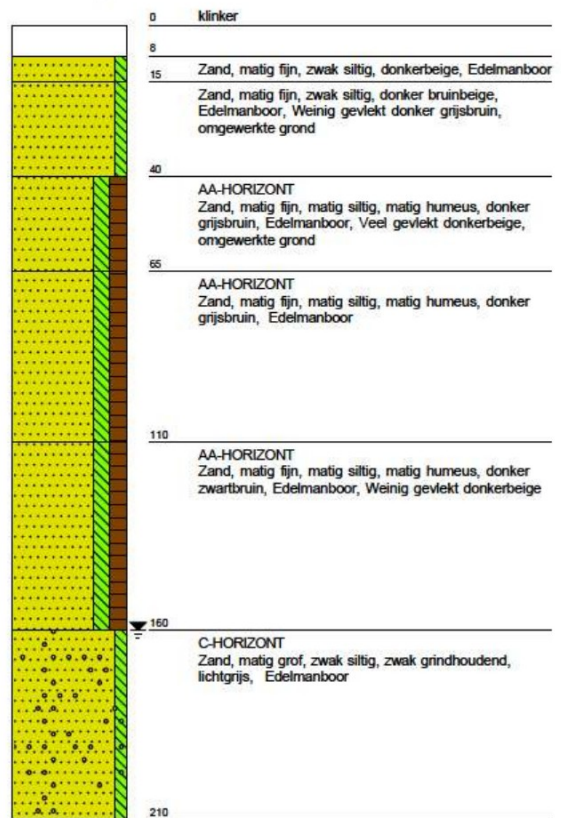 0 klinker
8
Zand, matig fijn, zwak siltig, donkerbeige, Edelmanboor
15
Zand, matig fijn, zwak siltig, donker bruinbeige,
Edelmanboor, Weinig gevlekt donker grijsbruin,
omgewerkte grond
40
AA-HORIZONT
Zand, matig fijn, matig siltig, matig humeus, donker
grijsbruin, Edelmanboor, Veel gevlekt donkerbeige,
omgewerkte grond
65
AA-HORIZONT
Zand, matig fijn, matig siltig, matig humeus, donker
grijsbruin, Edelmanboor
110
AA-HORIZONT
Zand, matig fijn, matig siltig, matig humeus, donker
zwartbruin, Edelmanboor, Weinig gevlekt donkerbeige
160
C-HORIZONT
Zand, matig grof, zwak siltig, zwak grindhoudend,
lichtgrijs, Edelmanboor
210